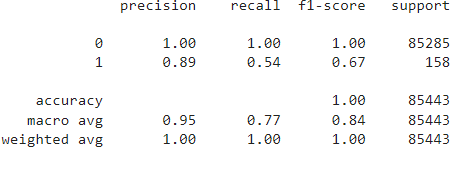 precision recall f1-score support
0 1.00 1.00 1.00 85285
1 0.89 0.54 0.67 158
accuracy 1.00 85443
macro avg 0.95 0.77 0.84 85443
weighted avg 1.00 1.00 1.00 85443